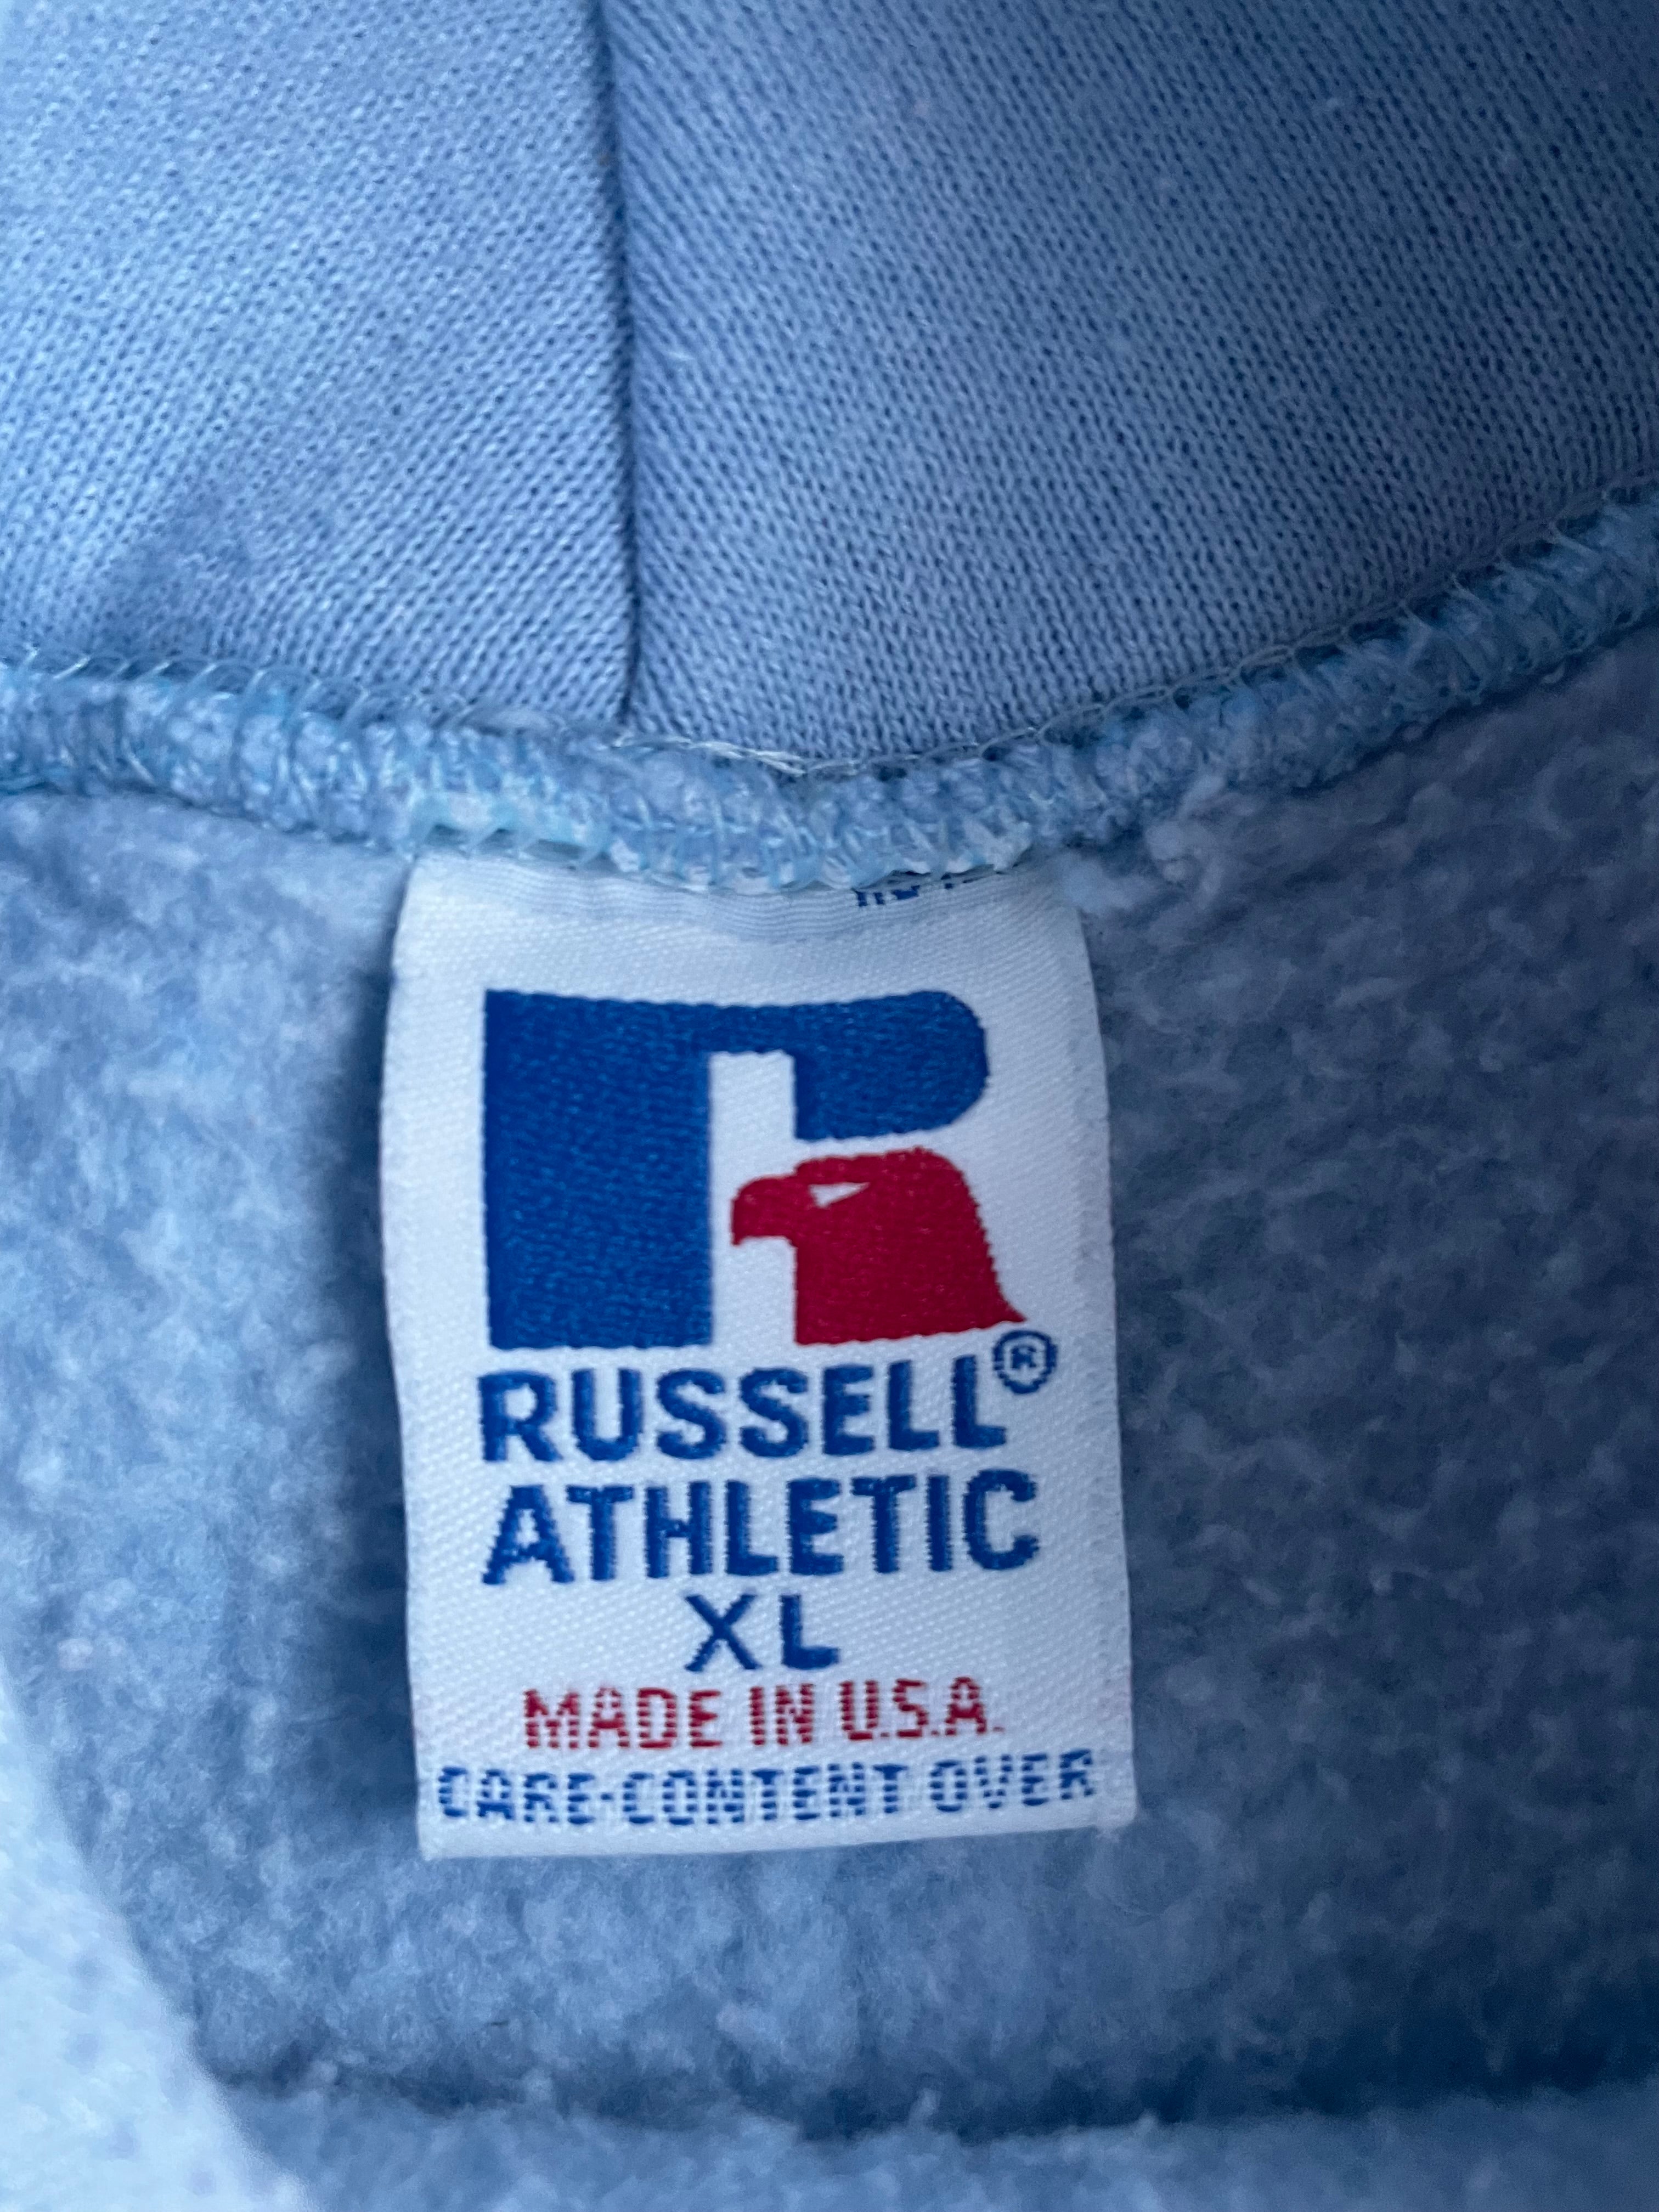 RUSSELL®
ATHLETIC
XL
MADE IN U.S.A.
CARE-CONTENT OVER